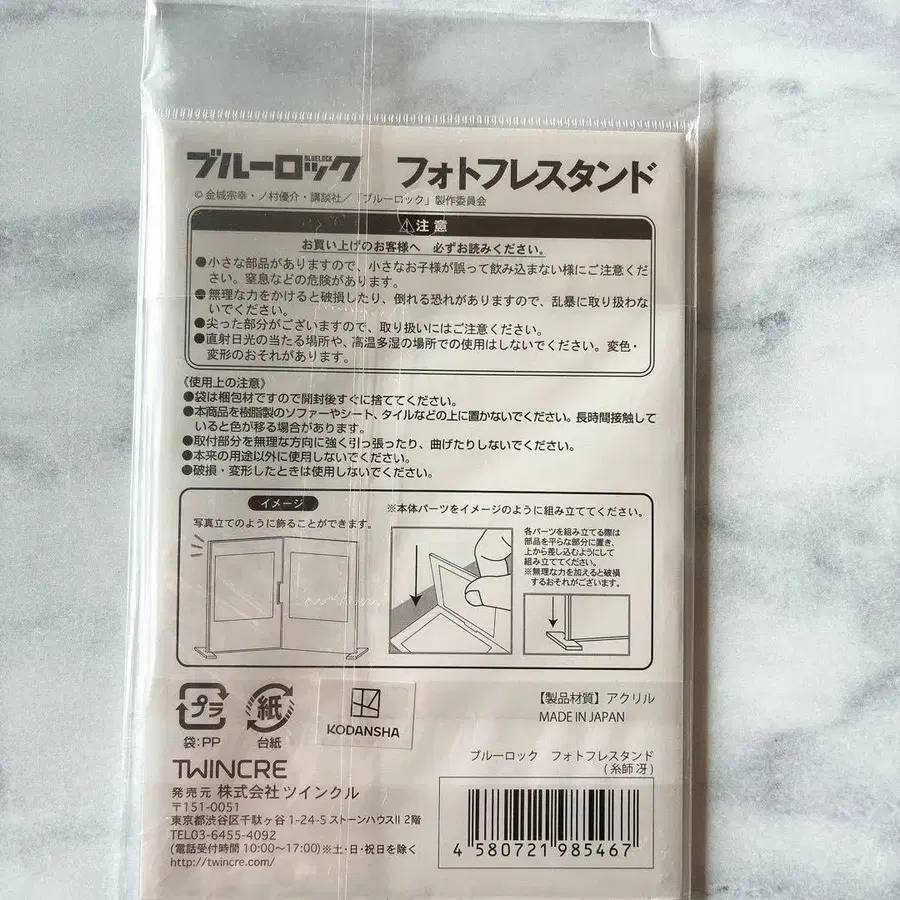 ブルーロック フォトフレスタンド
BLUELOCK
© 金城宗幸・ノ村優介・講談社／「ブルーロック」製作委員会
⚠注意
お買い上げのお客様へ 必ずお読みください。
●小さな部品がありますので、小さなお子様が誤って飲み込まない様にご注意くだ
さい。窒息などの危険があります。
●無理な力をかけると破損したり、倒れる恐れがありますので、乱暴に取り扱わな
いでください。
●尖った部分がございますので、取り扱いにはご注意ください。
●直射日光の当たる場所や、高温多湿の場所での使用はしないでください。変色・
変形のおそれがあります。
《使用上の注意》
●袋は梱包材ですので開封後すぐに捨ててください。
●本商品を樹脂製のソファーやシート、タイルなどの上に置かないでください。長時間接触して
いると色が移る場合があります。
●取付部分を無理な方向に強く引っ張ったり、曲げたりしないでください。
●本来の用途以外に使用しないでください。
●破損・変形したときは使用しないでください。
イメージ
写真立てのように飾ることができます。
※本体パーツをイメージのように組み立ててください。
各パーツを組み立てる際は
部品を平らな部分に置き、
上から差し込むようにして
組み立ててください。
※無理な力を加えると破損
するおそれがございます。
プラ
袋：PP
紙
台紙
KODANSHA
【製品材質】アクリル
MADE IN JAPAN
TWINCRE
発売元 株式会社ツインクル
〒151-0051
東京都渋谷区千駄ヶ谷 1-24-5 ストーンハウスII 2階
TEL03-6455-4092
(電話受付時間 10:00〜17:00)※土・日・祝日を除く
http://twincre.com/
ブルーロック フォトフレスタンド
(糸師 冴)
4 580721 985467